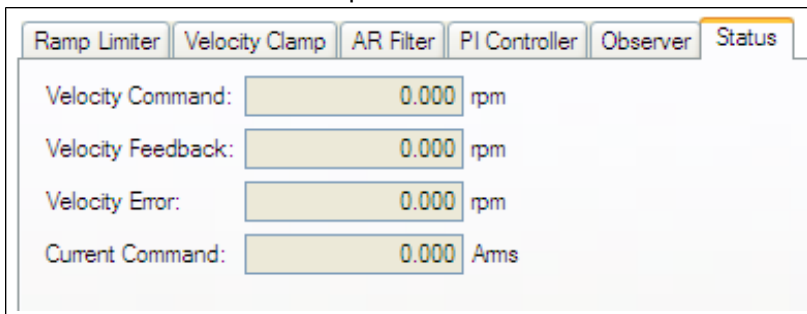 Ramp Limiter Velocity Clamp AR Filter PI Controller Observer Status
Velocity Command: 0.000 rpm
Velocity Feedback: 0.000 rpm
Velocity Error: 0.000 rpm
Current Command: 0.000 Arms